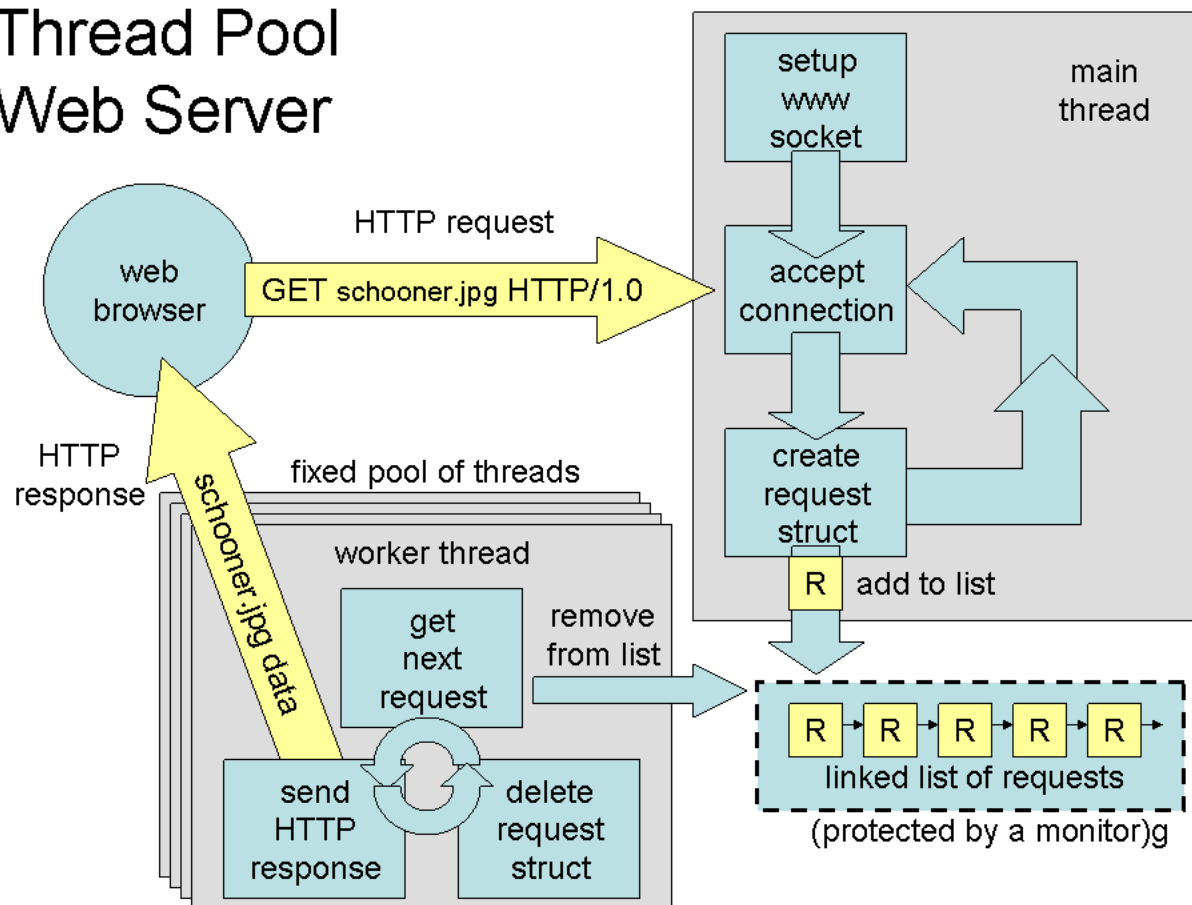 Thread Pool
Web Server
setup
www
socket
main
thread
HTTP request
web
browser
GET schooner.jpg HTTP/1.0
accept
connection
HTTP
response
schooner.jpg data
fixed pool of threads
create
request
struct
worker thread
R
add to list
get
next
request
remove
from list
R R R R R
linked list of requests
(protected by a monitor)g
send
HTTP
response
delete
request
struct